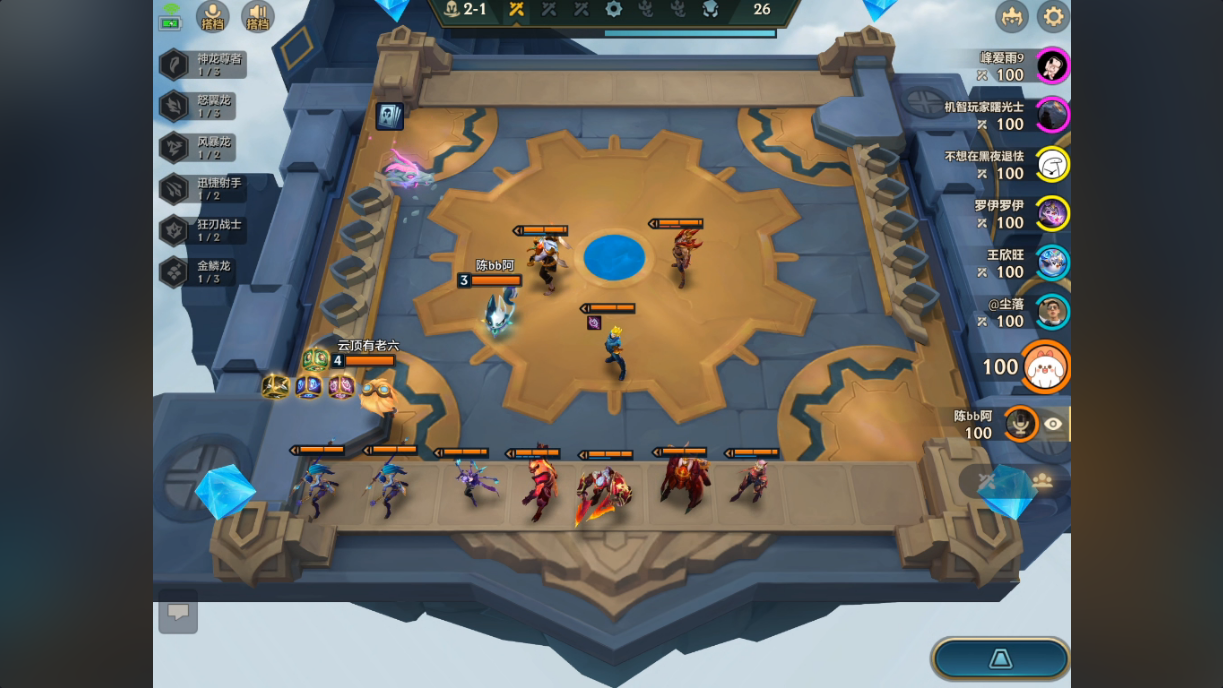 2-1
26
搭档
搭档
神龙尊者
1 / 3
怒翼龙
1 / 3
风暴龙
1 / 2
迅捷射手
1 / 2
狂刃战士
1 / 2
金鳞龙
1 / 3
峰爱雨9
100
机智玩家曙光士
100
不想在黑夜退怯
100
罗伊罗伊
100
王欣旺
100
@尘落
100
100
陈bb阿
100
陈bb阿
3
云顶有老六
4